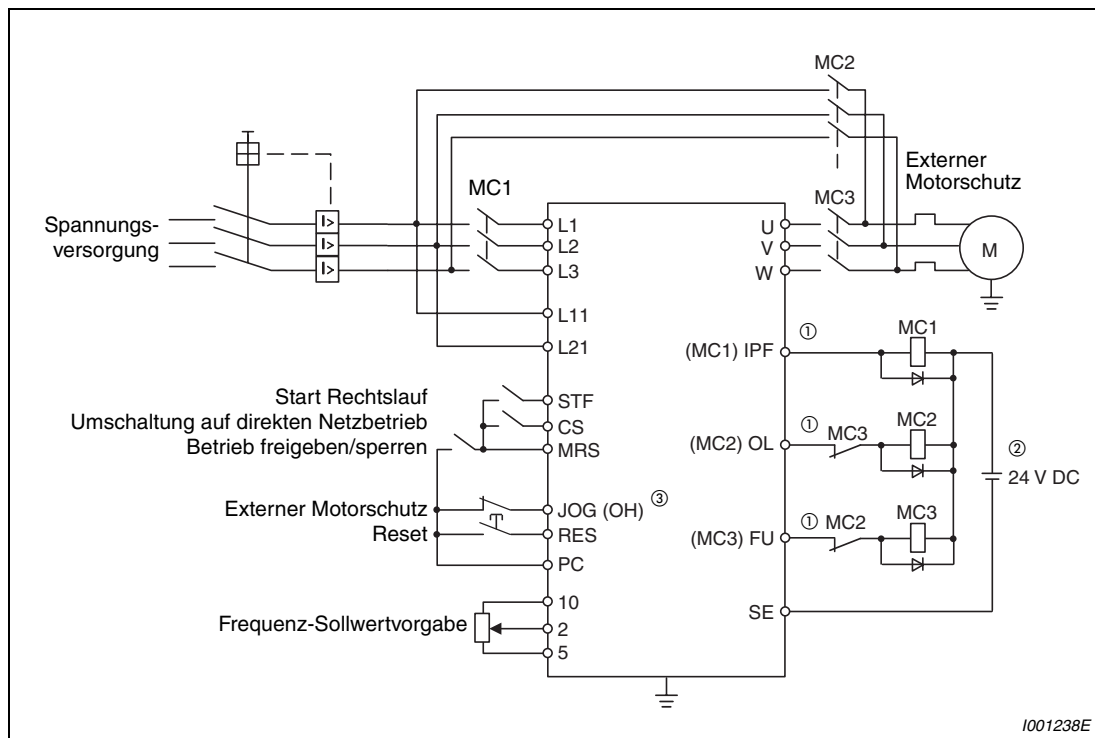 MC2
Externer
Motorschutz
MC1
MC3
Spannungs-
versorgung
I>
I>
I>
L1
L2
L3
U
V
W
M
L11
L21
(MC1) IPF
①
MC1
Start Rechtslauf
STF
Umschaltung auf direkten Netzbetrieb
CS
Betrieb freigeben/sperren
MRS
(MC2) OL
①
MC3
MC2
②
24 V DC
Externer Motorschutz
JOG (OH)
③
Reset
RES
PC
(MC3) FU
①
MC2
MC3
10
Frequenz-Sollwertvorgabe
2
5
SE
I001238E